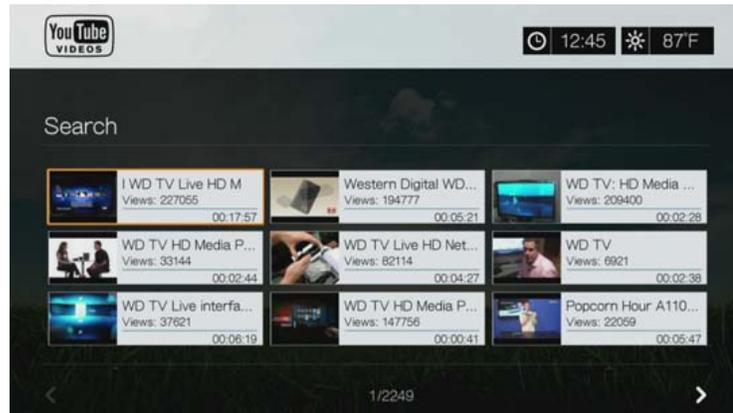 You Tube
VIDEOS
12:45
87°F
Search
I WD TV Live HD M
Views: 227055
00:17:57
Western Digital WD...
Views: 194777
00:05:21
WD TV: HD Media ...
Views: 209400
00:02:28
WD TV HD Media P...
Views: 33144
00:02:44
WD TV Live HD Net...
Views: 82114
00:04:27
WD TV
Views: 6921
00:02:38
WD TV Live interfa...
Views: 37621
00:06:19
WD TV HD Media P...
Views: 147756
00:00:41
Popcorn Hour A110...
Views: 22059
00:05:47
1/2249